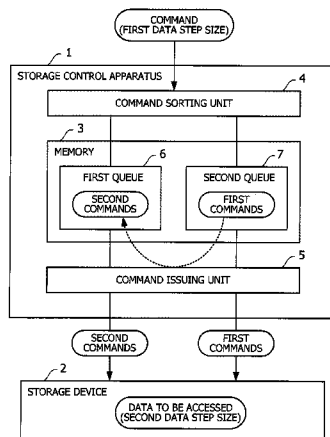 COMMAND
(FIRST DATA STEP SIZE)
1
STORAGE CONTROL APPARATUS
4
COMMAND SORTING UNIT
3
MEMORY
6
7
FIRST QUEUE
SECOND QUEUE
SECOND
COMMANDS
FIRST
COMMANDS
5
COMMAND ISSUING UNIT
SECOND
COMMANDS
FIRST
COMMANDS
2
STORAGE DEVICE
DATA TO BE ACCESSED
(SECOND DATA STEP SIZE)